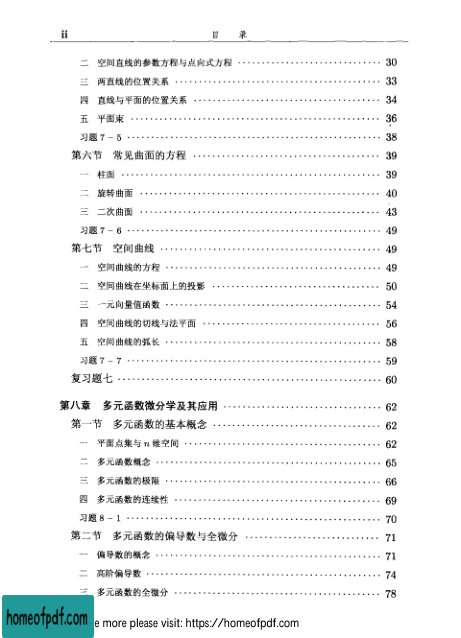 iii 目 录
二 空间直线的参数方程与点向式方程 ································ 30
三 两直线的位置关系 ································ 33
四 直线与平面的位置关系 ································ 34
五 平面束 ································ 36
习题 7-5 ································ 38
第六节 常见曲面的方程 ································ 39
一 柱面 ································ 39
二 旋转曲面 ································ 40
三 二次曲面 ································ 43
习题 7-6 ································ 49
第七节 空间曲线 ································ 49
一 空间曲线的方程 ································ 49
二 空间曲线在坐标面上的投影 ································ 50
三 一元向量值函数 ································ 54
四 空间曲线的切线与法平面 ································ 56
五 空间曲线的弧长 ································ 58
习题 7-7 ································ 59
复习题七 ································ 60
第八章 多元函数微分学及其应用 ································ 62
第一节 多元函数的基本概念 ································ 62
一 平面点集与 n 维空间 ································ 62
二 多元函数概念 ································ 65
三 多元函数的极限 ································ 66
四 多元函数的连续性 ································ 69
习题 8-1 ································ 70
第二节 多元函数的偏导数与全微分 ································ 71
一 偏导数的概念 ································ 71
二 高阶偏导数 ································ 74
三 多元函数的全微分 ································ 78
homeofpdf.com
e more please visit: https://homeofpdf.com